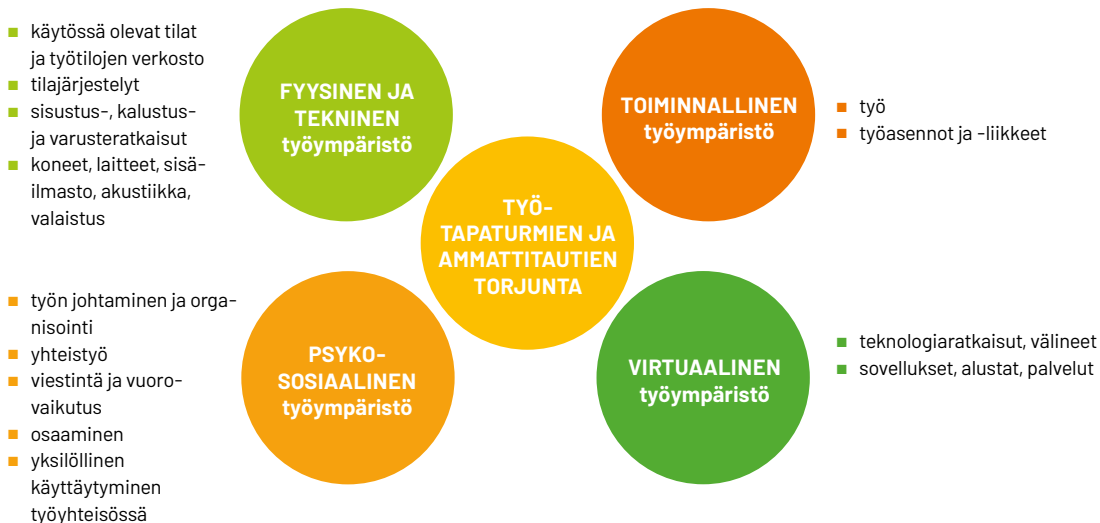 käytössä olevat tilat
ja työtilojen verkosto
tilajärjestelyt
sisustus-, kalustus-
ja varusteratkaisut
koneet, laitteet, sisä-
ilmasto, akustiikka,
valaistus
FYYSINEN JA
TEKNINEN
työympäristö
TOIMINNALLINEN
työympäristö
työ
työasennot ja -liikkeet
TYÖ-
TAPATURMIEN JA
AMMATTITAUTIEN
TORJUNTA
työn johtaminen ja orga-
nisointi
yhteistyö
viestintä ja vuoro-
vaikutus
osaaminen
yksilöllinen
käyttäytyminen
työyhteisössä
PSYKO-
SOSIAALINEN
työympäristö
VIRTUAALINEN
työympäristö
teknologiaratkaisut, välineet
sovellukset, alustat, palvelut